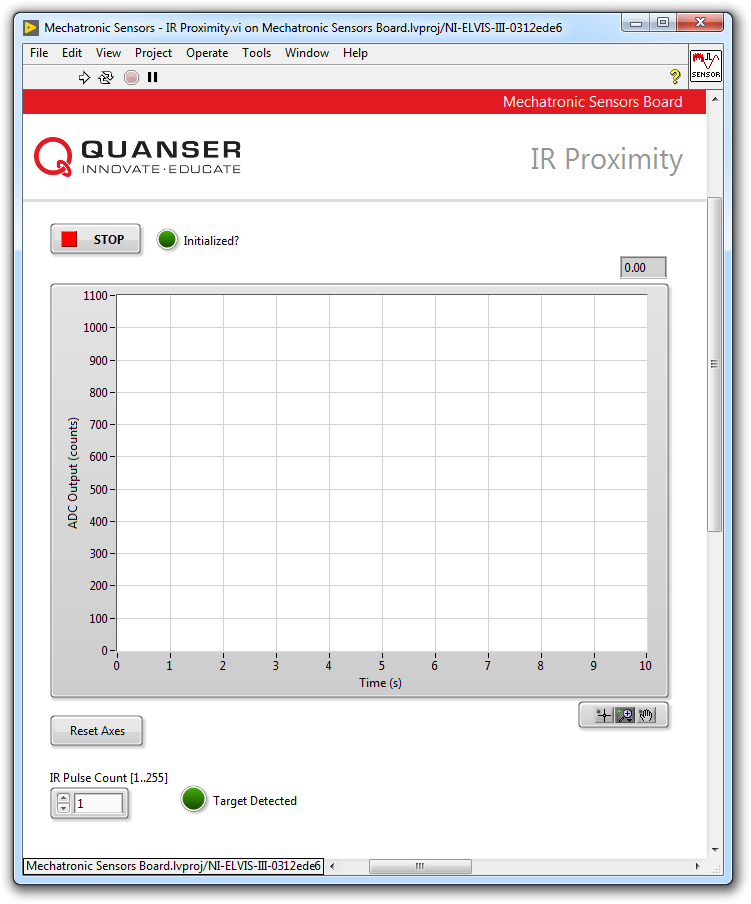 Mechatronic Sensors - IR Proximity.vi on Mechatronic Sensors Board.lvproj/NI-ELVIS-III-0312ede6
File Edit View Project Operate Tools Window Help
?
SENSOR
Mechatronic Sensors Board
QUANSER
INNOVATE·EDUCATE
IR Proximity
STOP
Initialized?
0.00
1100
1000
900
800
700
600
500
400
300
200
100
0
ADC Output (counts)
0 1 2 3 4 5 6 7 8 9 10
Time (s)
Reset Axes
IR Pulse Count [1..255]
1
Target Detected
Mechatronic Sensors Board.lvproj/NI-ELVIS-III-0312ede6